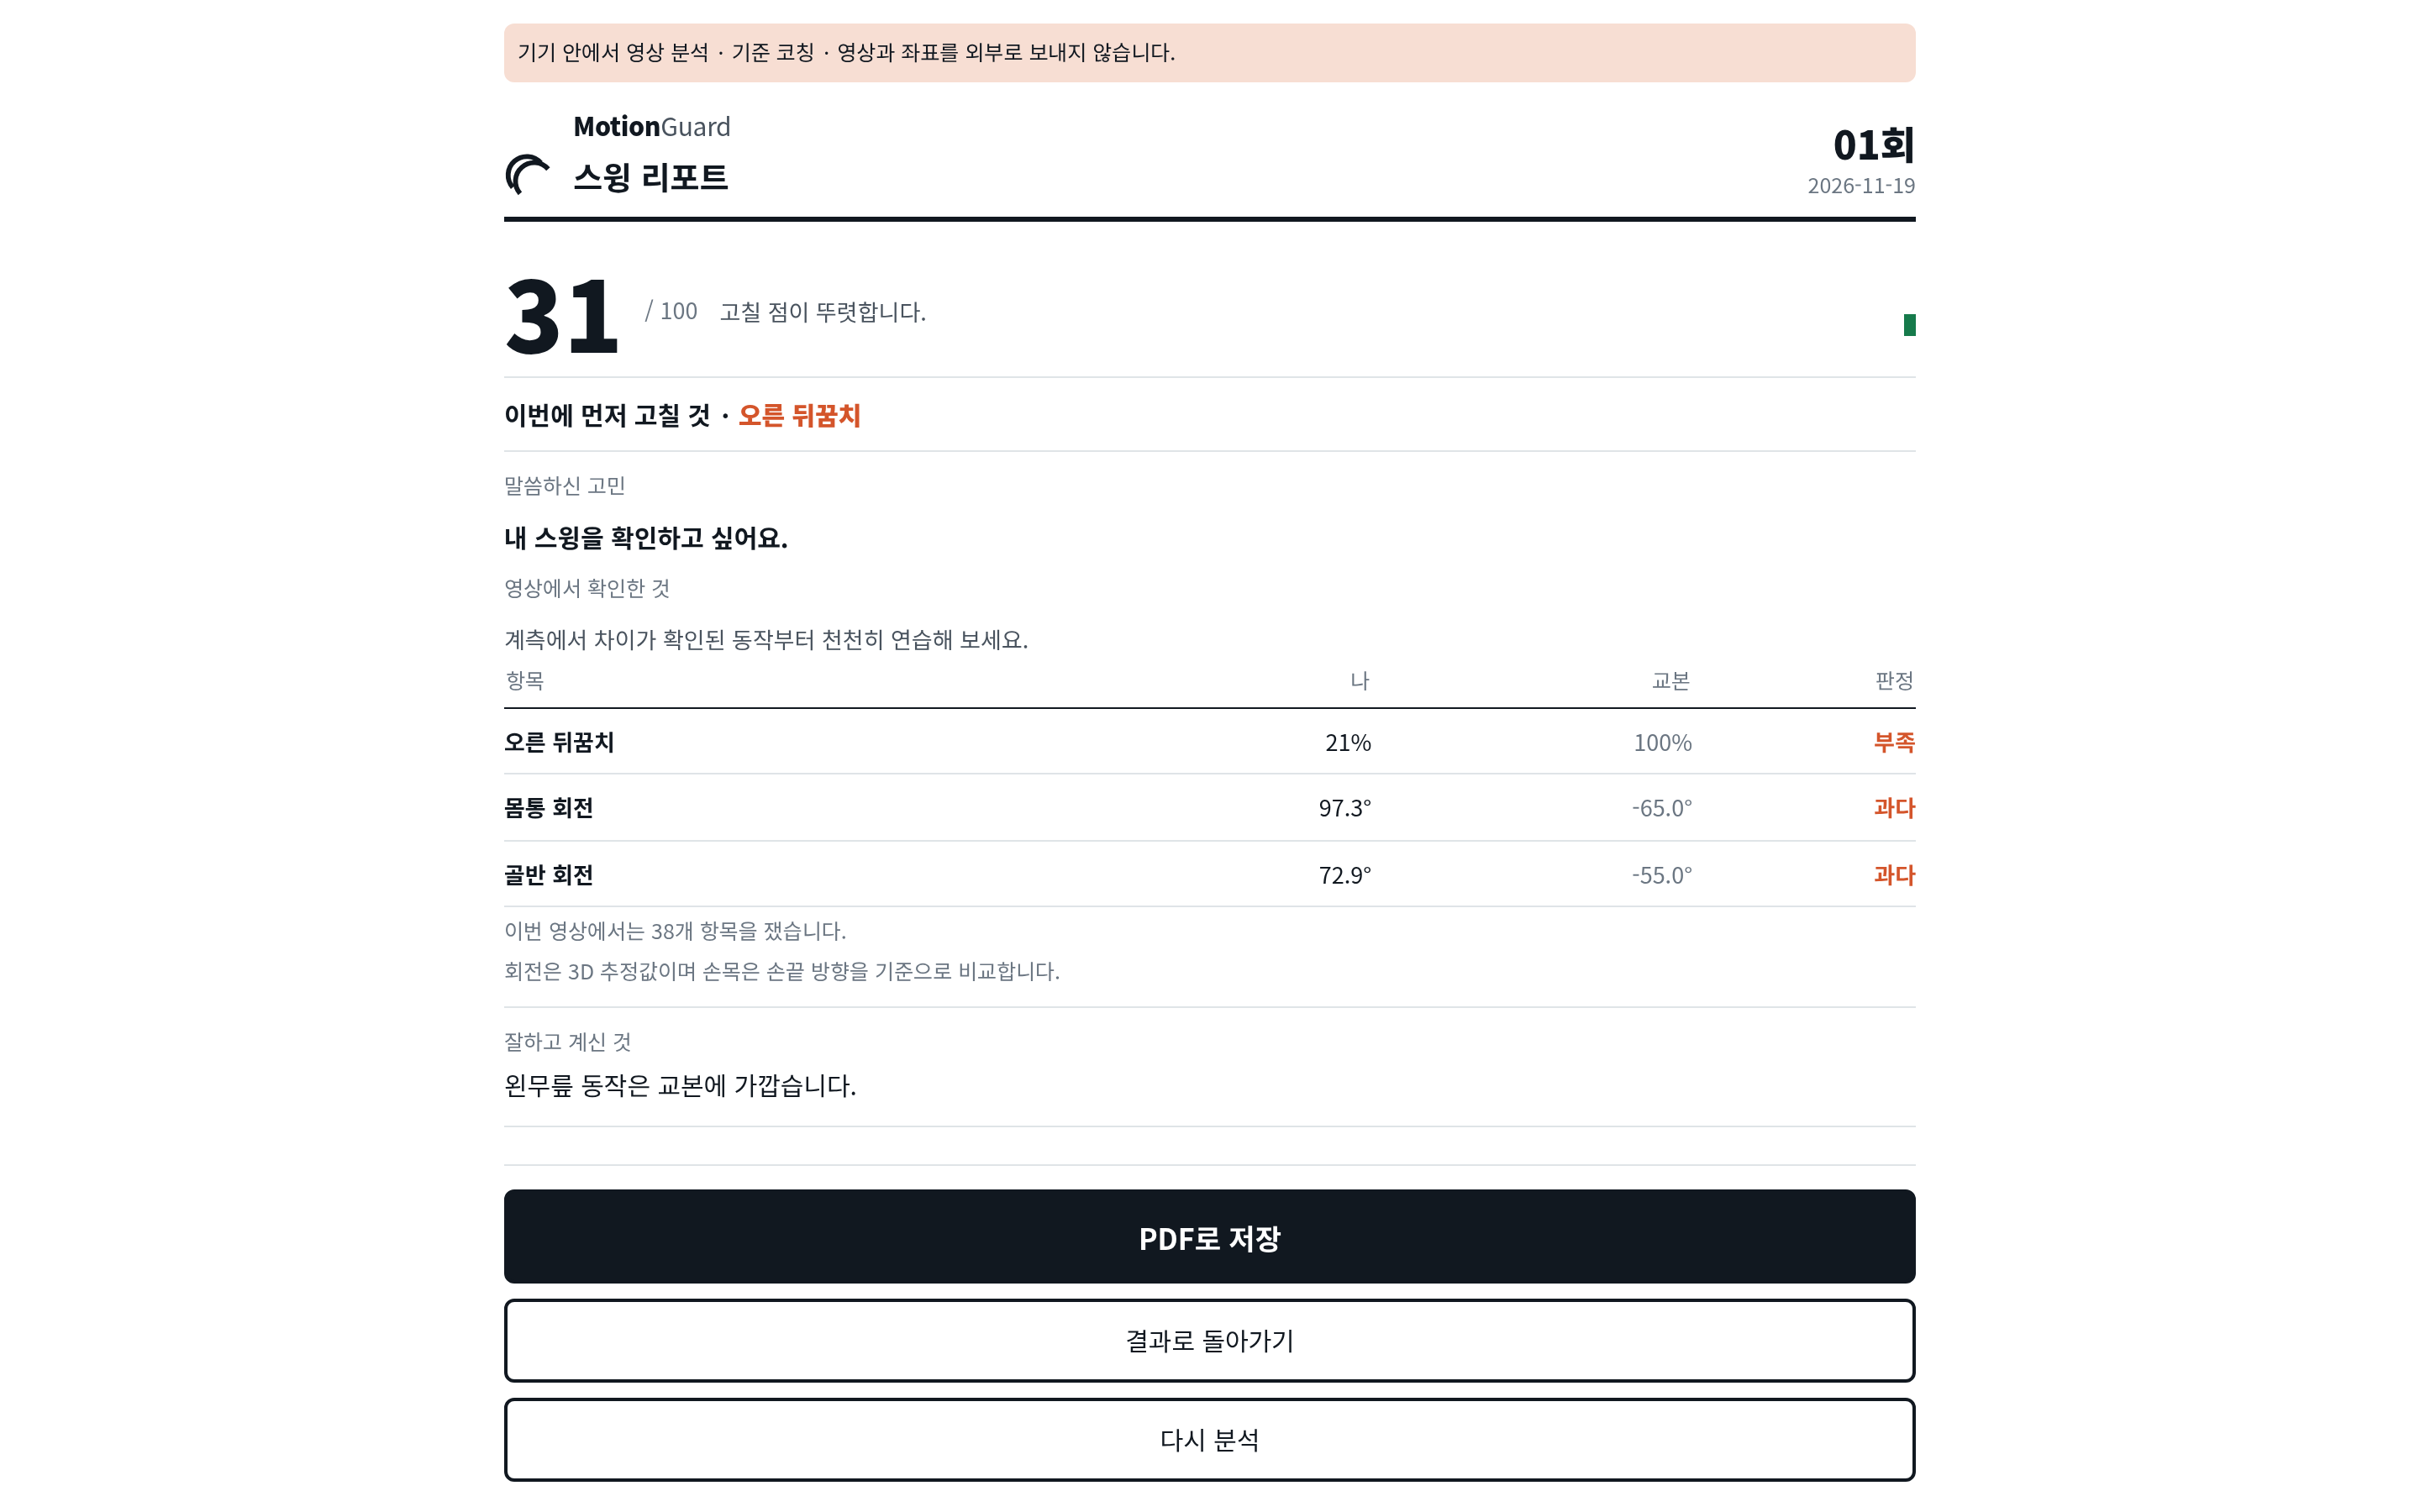 기기 안에서 영상 분석 · 기준 코칭 · 영상과 좌표를 외부로 보내지 않습니다.
MotionGuard
스윙 리포트
01회
2026-11-19
31 / 100 고칠 점이 뚜렷합니다.
이번에 먼저 고칠 것 · 오른 뒤꿈치
말씀하신 고민
내 스윙을 확인하고 싶어요.
영상에서 확인한 것
계측에서 차이가 확인된 동작부터 천천히 연습해 보세요.
항목 나 교본 판정
오른 뒤꿈치 21% 100% 부족
몸통 회전 97.3° -65.0° 과다
골반 회전 72.9° -55.0° 과다
이번 영상에서는 38개 항목을 쟀습니다.
회전은 3D 추정값이며 손목은 손끝 방향을 기준으로 비교합니다.
잘하고 계신 것
왼무릎 동작은 교본에 가깝습니다.
PDF로 저장
결과로 돌아가기
다시 분석